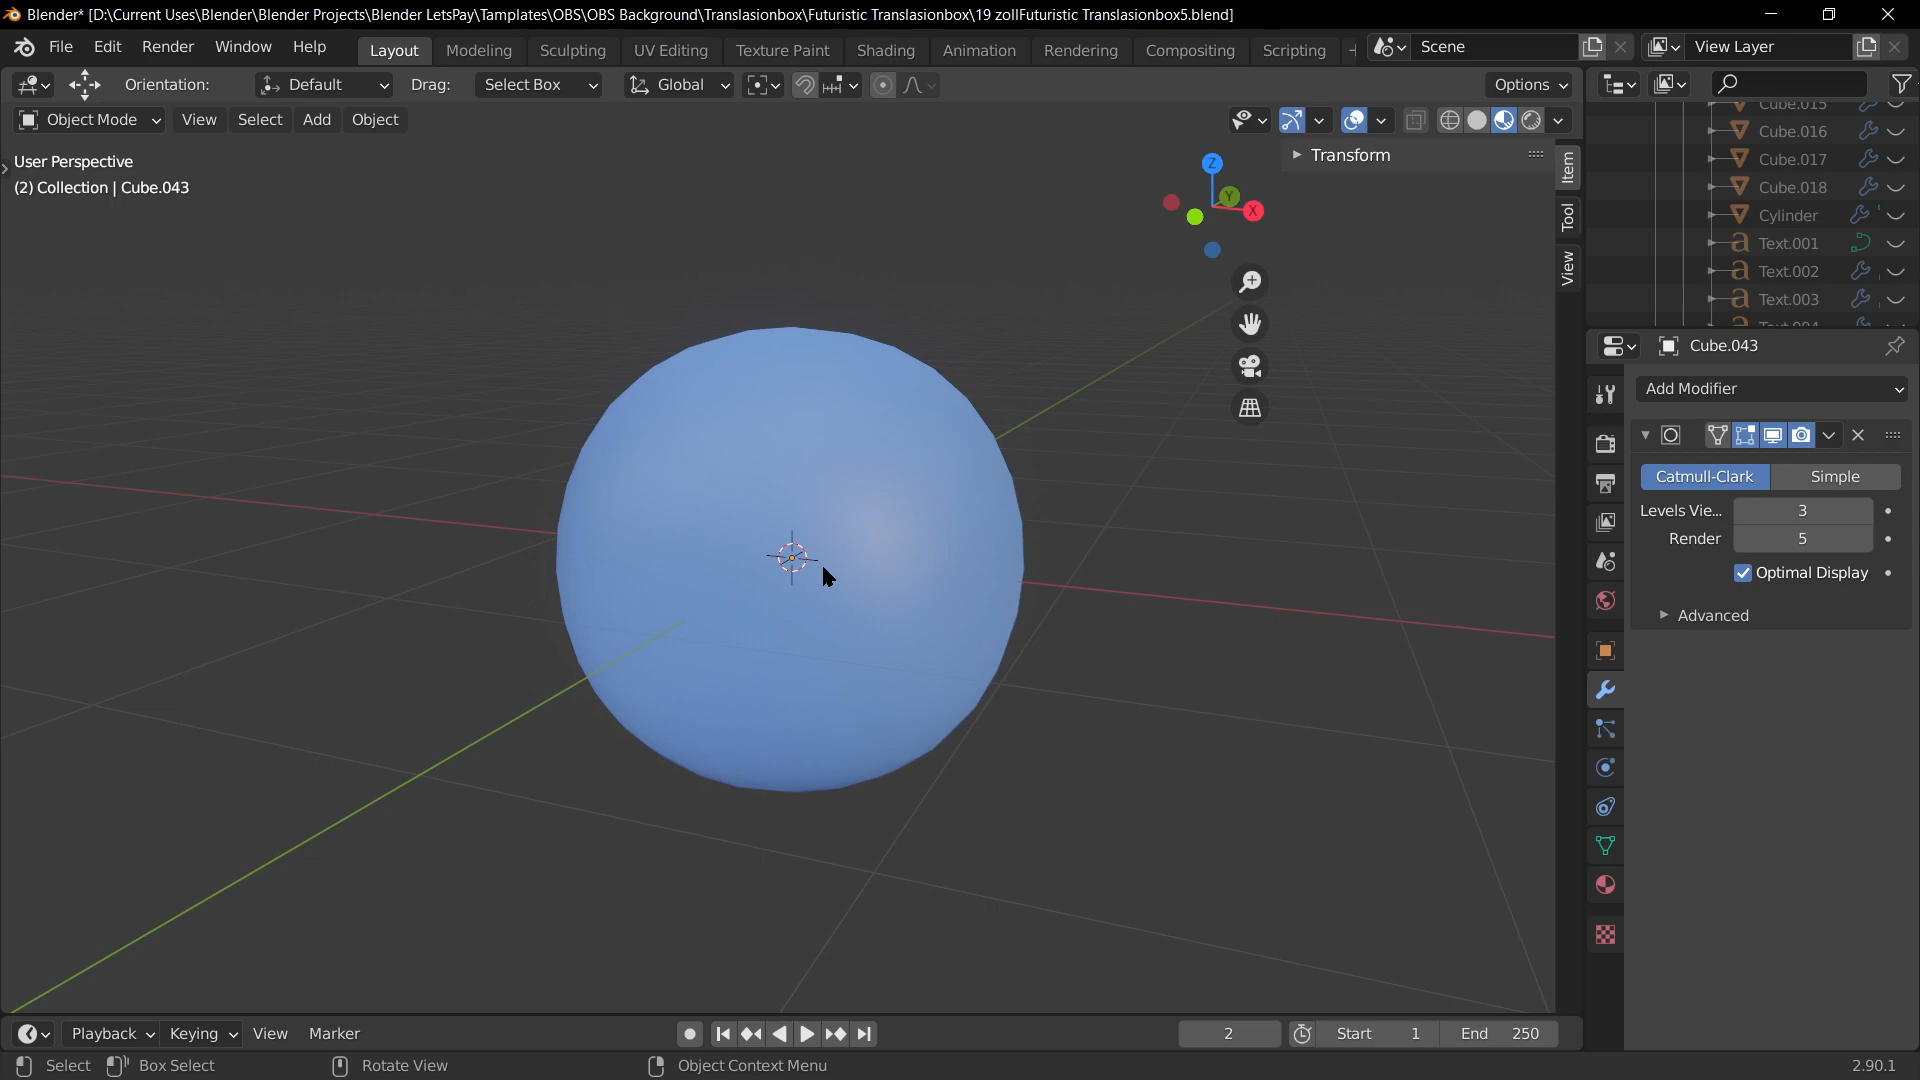 Blender* [D:\Current Uses\Blender\Blender Projects\Blender LetsPay\Tamplates\OBS\OBS Background\Translasionbox\Futuristic Translasionbox\19 zollFuturistic Translasionbox5.blend]
File Edit Render Window Help
Layout Modeling Sculpting UV Editing Texture Paint Shading Animation Rendering Compositing Scripting
Scene
View Layer
Orientation: Default Drag: Select Box Global Options
Object Mode View Select Add Object
User Perspective
(2) Collection | Cube.043
Z
Y
X
Transform
Item
Tool
View
Cube.015
Cube.016
Cube.017
Cube.018
Cylinder
Text.001
Text.002
Text.003
Text.004
Cube.043
Add Modifier
Catmull-Clark Simple
Levels Vie... 3
Render 5
Optimal Display
Advanced
Playback Keying View Marker
2
Start 1 End 250
Select Box Select Rotate View Object Context Menu 2.90.1